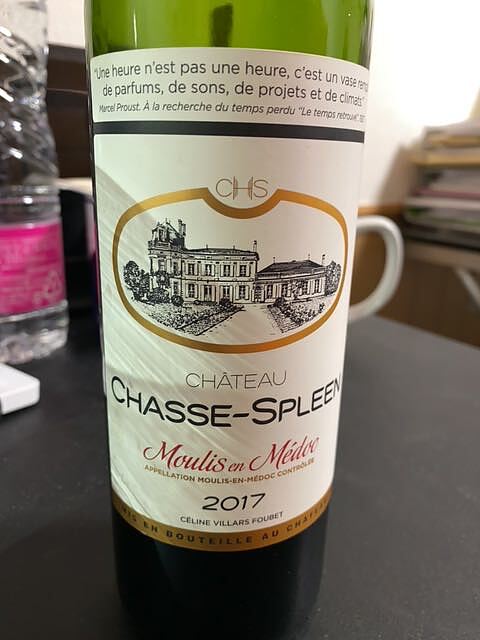 "Une heure n'est pas une heure, c'est un vase
de parfums, de sons, de projets et de climats."
Marcel Proust. À la recherche du temps perdu "Le temps retrouvé"
CHS
CHÂTEAU
CHASSE-SPLEEN
Moulis en Médoc
APPELLATION MOULIS-EN-MÉDOC CONTRÔLÉE
2017
CÉLINE VILLARS FOUBET
MIS EN BOUTEILLE AU CHÂTEAU